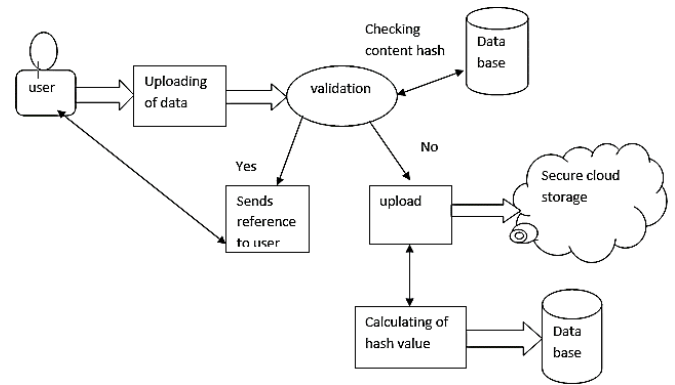 Checking
content hash
Data
base
user
Uploading
of data
validation
Yes
No
Sends
reference
to user
upload
Secure cloud
storage
Calculating of
hash value
Data
base